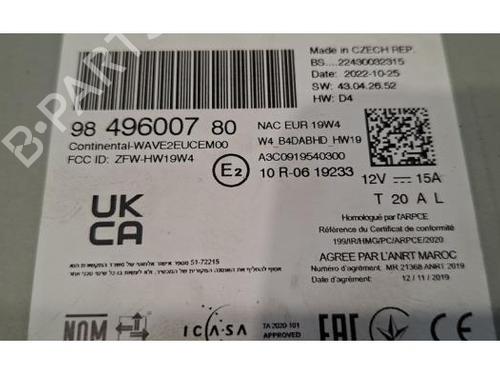 B-PARTS
Made in CZECH REP.
BS....22430032315
Date: 2022-10-25
SW: 43.04.26.52
HW: D4
98 496007 80
NAC EUR 19W4
Continental-WAVE2EUCEM00
W4_B4DABHD_HW19
FCC ID: ZFW-HW19W4
A3C0919540300
E2
10 R-06 19233
12V 15A
T 20 A L
UK
CA
Homologué par l'ARPCE
Référence du Certificat de conformité
199/IR/HMG/PC/ARPCE/2020
AGREE PAR L'ANRT MAROC
Numéro d'agrément: MR 21368 ANRT 2019
Date d'agrément: 12/11/2019
51-72215
NOM
ICASA
TA 2020-101
APPROVED
EAC